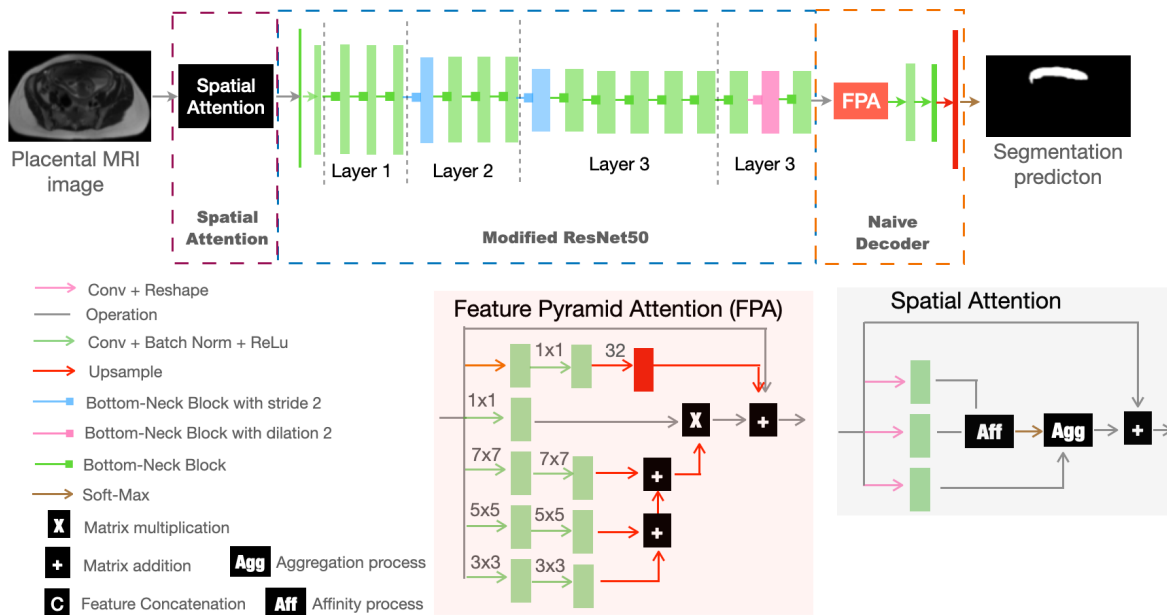 Spatial
Attention
FPA
Placental MRI
image
Layer 1
Layer 2
Layer 3
Layer 3
Segmentation
predicton
Spatial
Attention
Modified ResNet50
Naive
Decoder
Conv + Reshape
Operation
Conv + Batch Norm + ReLu
Upsample
Bottom-Neck Block with stride 2
Bottom-Neck Block with dilation 2
Bottom-Neck Block
Soft-Max
X Matrix multiplication
+ Matrix addition
Agg Aggregation process
C Feature Concatenation
Aff Affinity process
Feature Pyramid Attention (FPA)
1x1
32
1x1
X
+
7x7
7x7
+
5x5
5x5
+
3x3
3x3
Spatial Attention
Aff
Agg
+